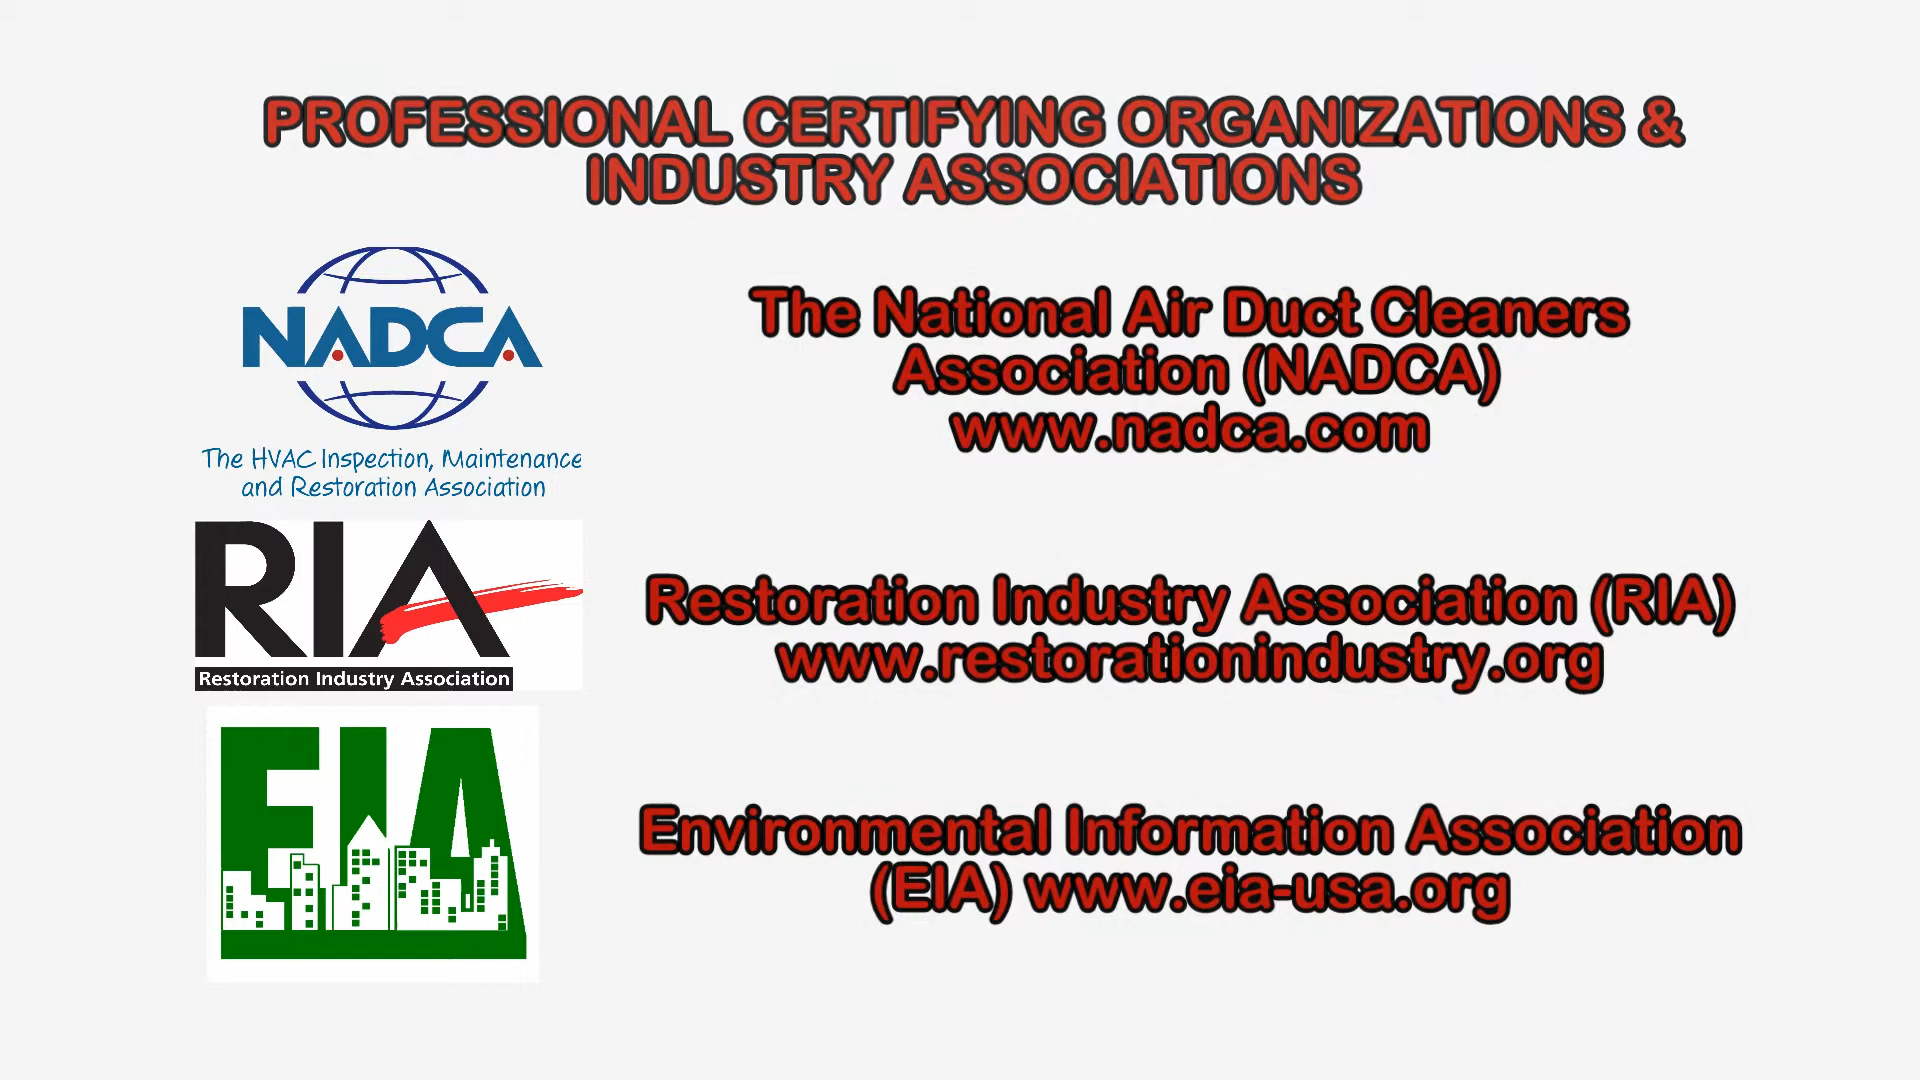 PROFESSIONAL CERTIFYING ORGANIZATIONS &
INDUSTRY ASSOCIATIONS
NADCA
The HVAC Inspection, Maintenance
and Restoration Association
The National Air Duct Cleaners
Association (NADCA)
www.nadca.com
RIA
Restoration Industry Association
Restoration Industry Association (RIA)
www.restorationindustry.org
EIA
Environmental Information Association
(EIA) www.eia-usa.org